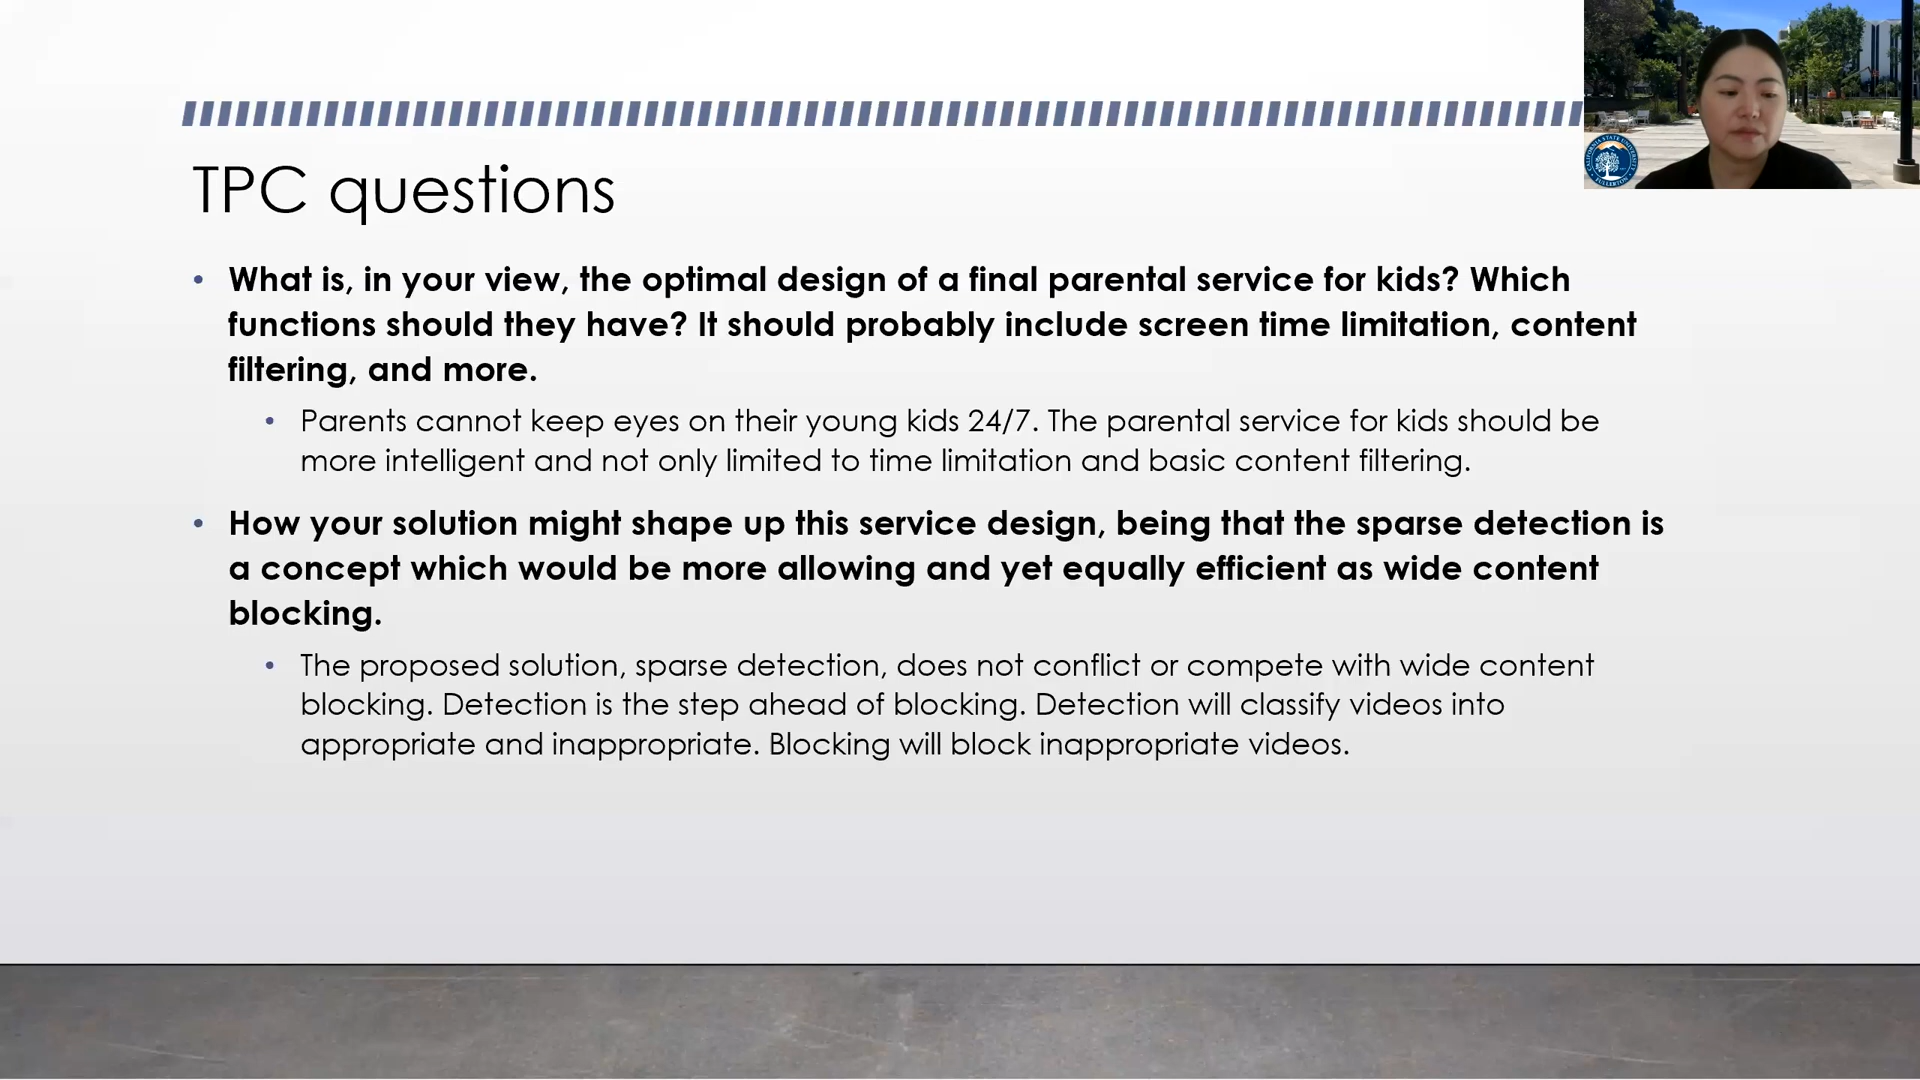 TPC questions
What is, in your view, the optimal design of a final parental service for kids? Which
functions should they have? It should probably include screen time limitation, content
filtering, and more.
Parents cannot keep eyes on their young kids 24/7. The parental service for kids should be
more intelligent and not only limited to time limitation and basic content filtering.
How your solution might shape up this service design, being that the sparse detection is
a concept which would be more allowing and yet equally efficient as wide content
blocking.
The proposed solution, sparse detection, does not conflict or compete with wide content
blocking. Detection is the step ahead of blocking. Detection will classify videos into
appropriate and inappropriate. Blocking will block inappropriate videos.
CALIFORNIA STATE UNIVERSITY
FULLERTON